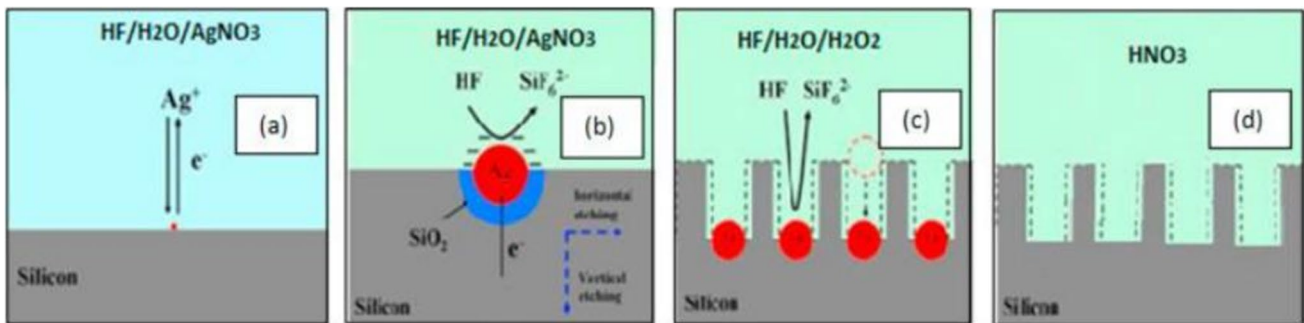 HF/H2O/AgNO3
Ag+
(a)
e-
Silicon
HF/H2O/AgNO3
HF
SiF6 2-
(b)
SiO2
e-
horizontal
etching
Vertical
etching
Silicon
HF/H2O/H2O2
HF
SiF6 2-
(c)
Silicon
HNO3
(d)
Silicon